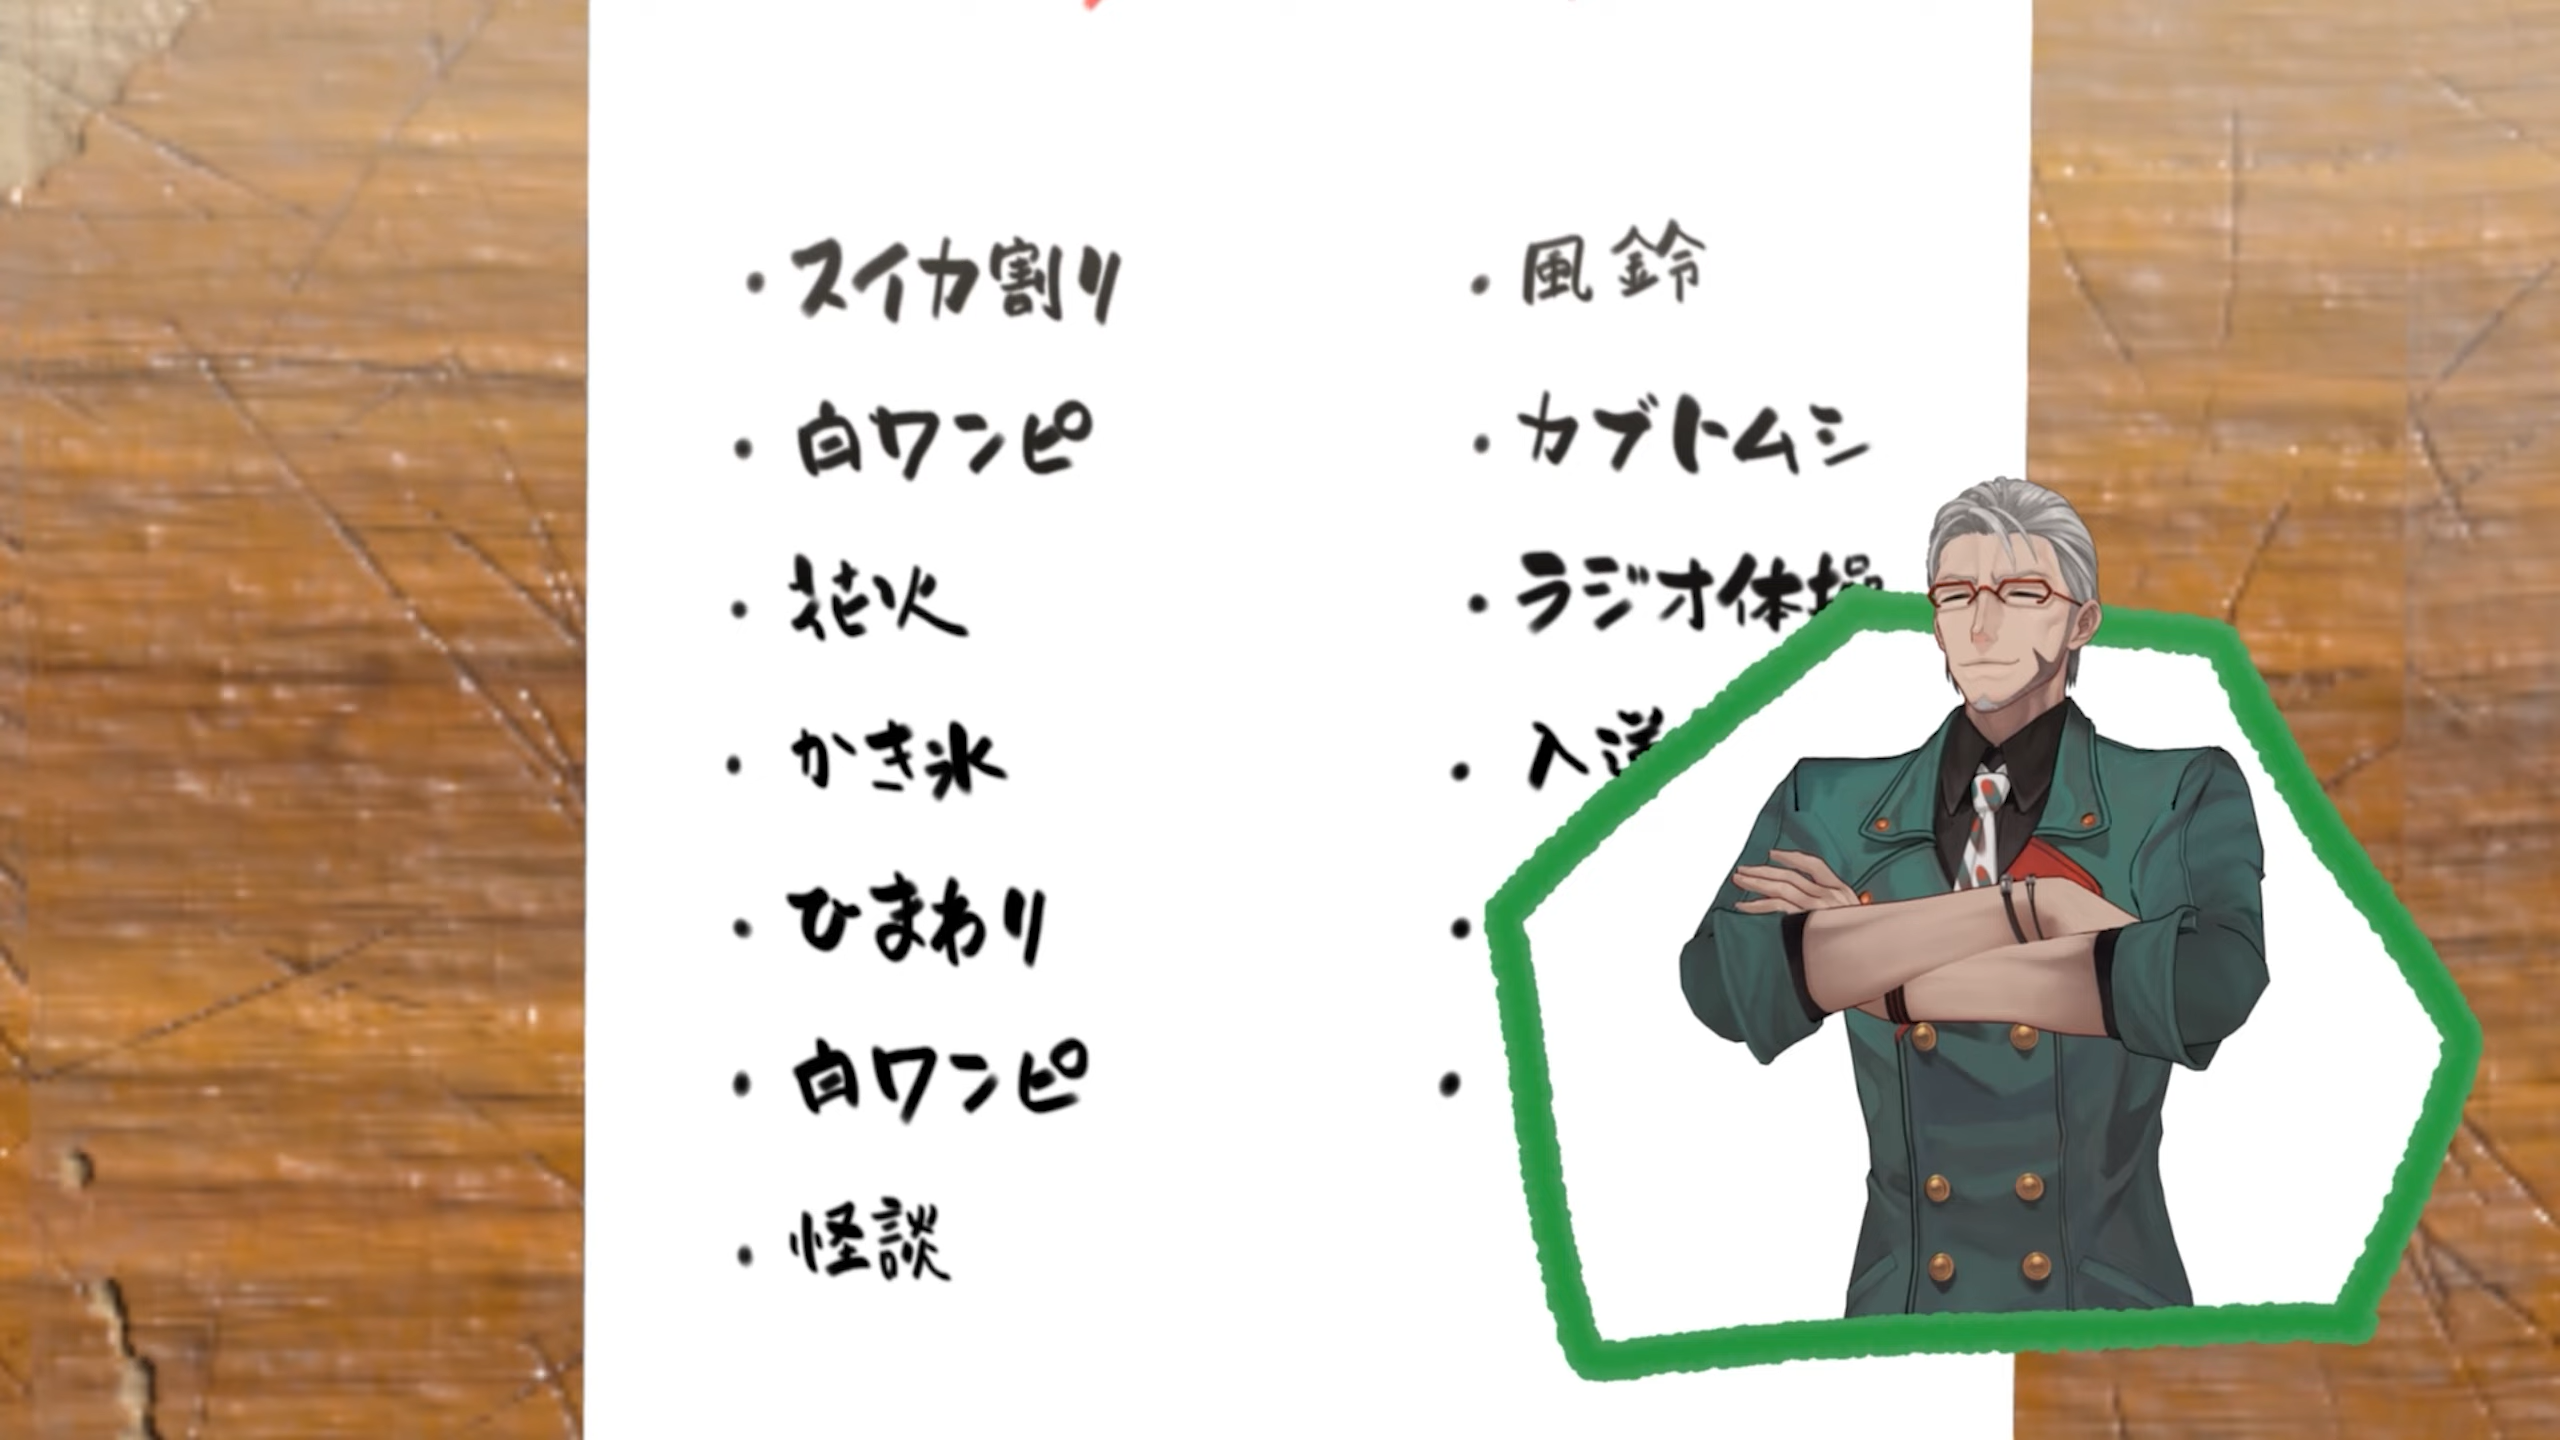 ・スイカ割り
・白ワンピ
・花火
・かき氷
・ひまわり
・白ワンピ
・怪談
・風鈴
・カブトムシ
・ラジオ体操
・入道